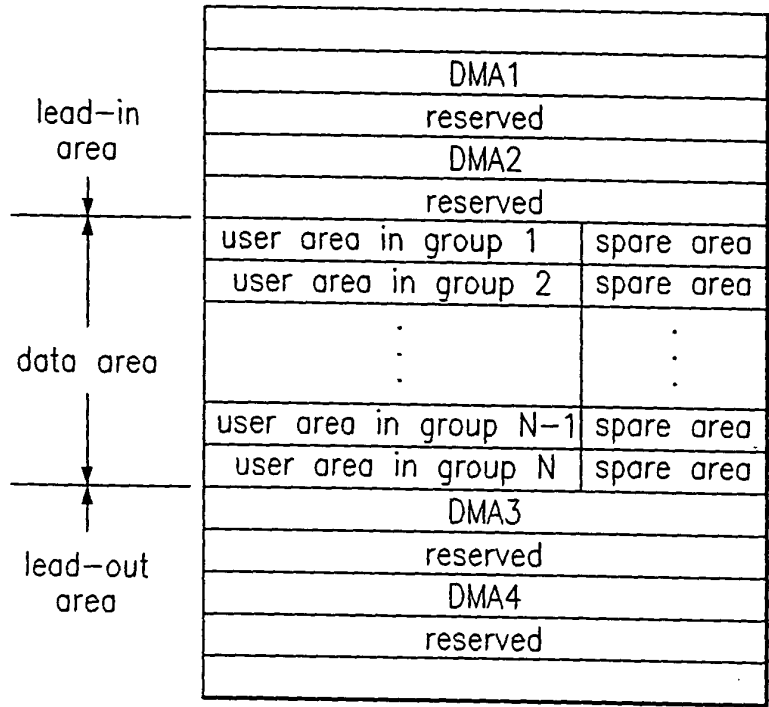 DMA1
lead-in
area
reserved
DMA2
reserved
user area in group 1 spare area
user area in group 2 spare area
data area
user area in group N-1 spare area
user area in group N spare area
DMA3
lead-out
area
reserved
DMA4
reserved